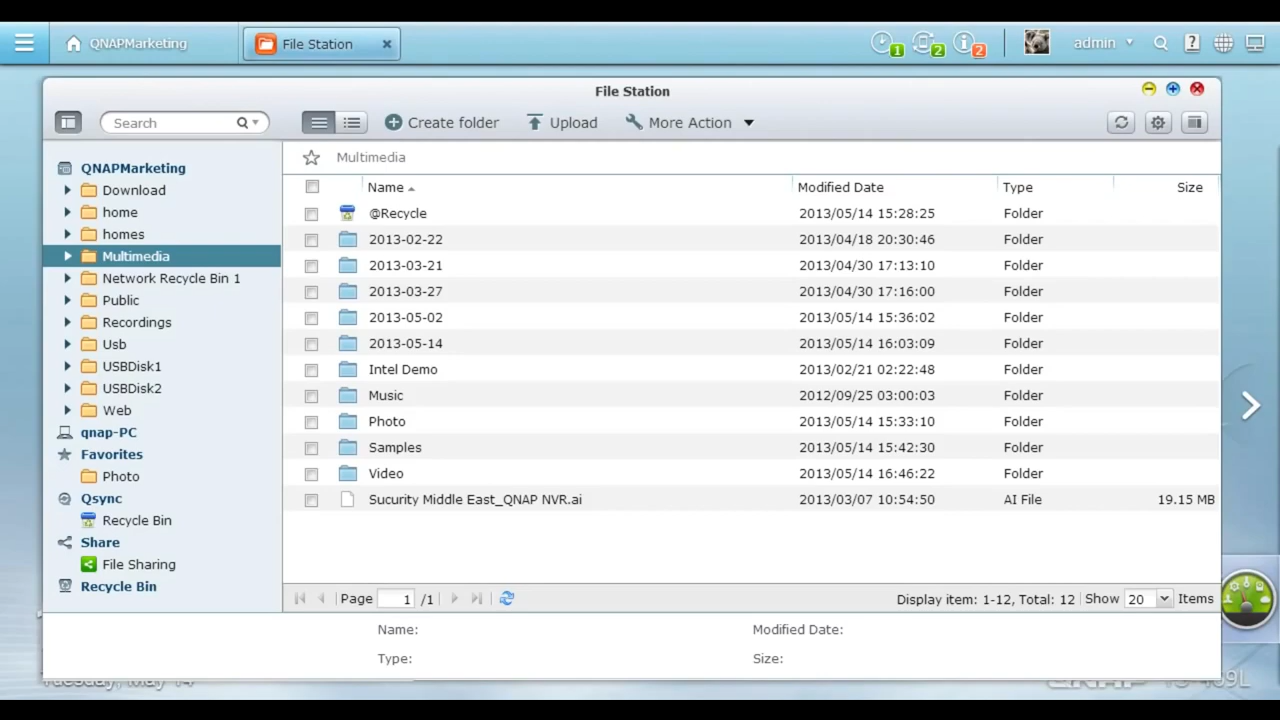 QNAPMarketing
File Station
1
2
2
admin
?
File Station
Search
Create folder
Upload
More Action
QNAPMarketing
Download
home
homes
Multimedia
Network Recycle Bin 1
Public
Recordings
Usb
USBDisk1
USBDisk2
Web
qnap-PC
Favorites
Photo
Qsync
Recycle Bin
Share
File Sharing
Recycle Bin
Multimedia
Name Modified Date Type Size
@Recycle 2013/05/14 15:28:25 Folder
2013-02-22 2013/04/18 20:30:46 Folder
2013-03-21 2013/04/30 17:13:10 Folder
2013-03-27 2013/04/30 17:16:00 Folder
2013-05-02 2013/05/14 15:36:02 Folder
2013-05-14 2013/05/14 16:03:09 Folder
Intel Demo 2013/02/21 02:22:48 Folder
Music 2012/09/25 03:00:03 Folder
Photo 2013/05/14 15:33:10 Folder
Samples 2013/05/14 15:42:30 Folder
Video 2013/05/14 16:46:22 Folder
Sucurity Middle East_QNAP NVR.ai 2013/03/07 10:54:50 AI File 19.15 MB
Page 1 /1 Display item: 1-12, Total: 12 Show 20 Items
Name: Modified Date:
Type: Size:
Tuesday, May 14